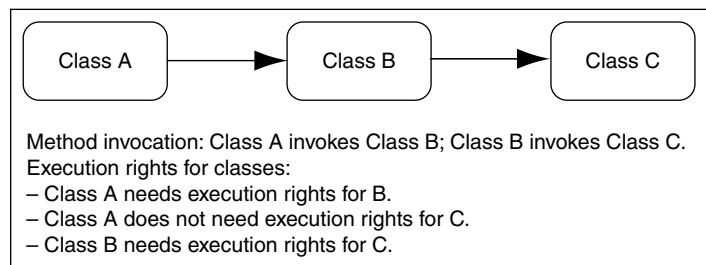 Class A
Class B
Class C
Method invocation: Class A invokes Class B; Class B invokes Class C.
Execution rights for classes:
– Class A needs execution rights for B.
– Class A does not need execution rights for C.
– Class B needs execution rights for C.